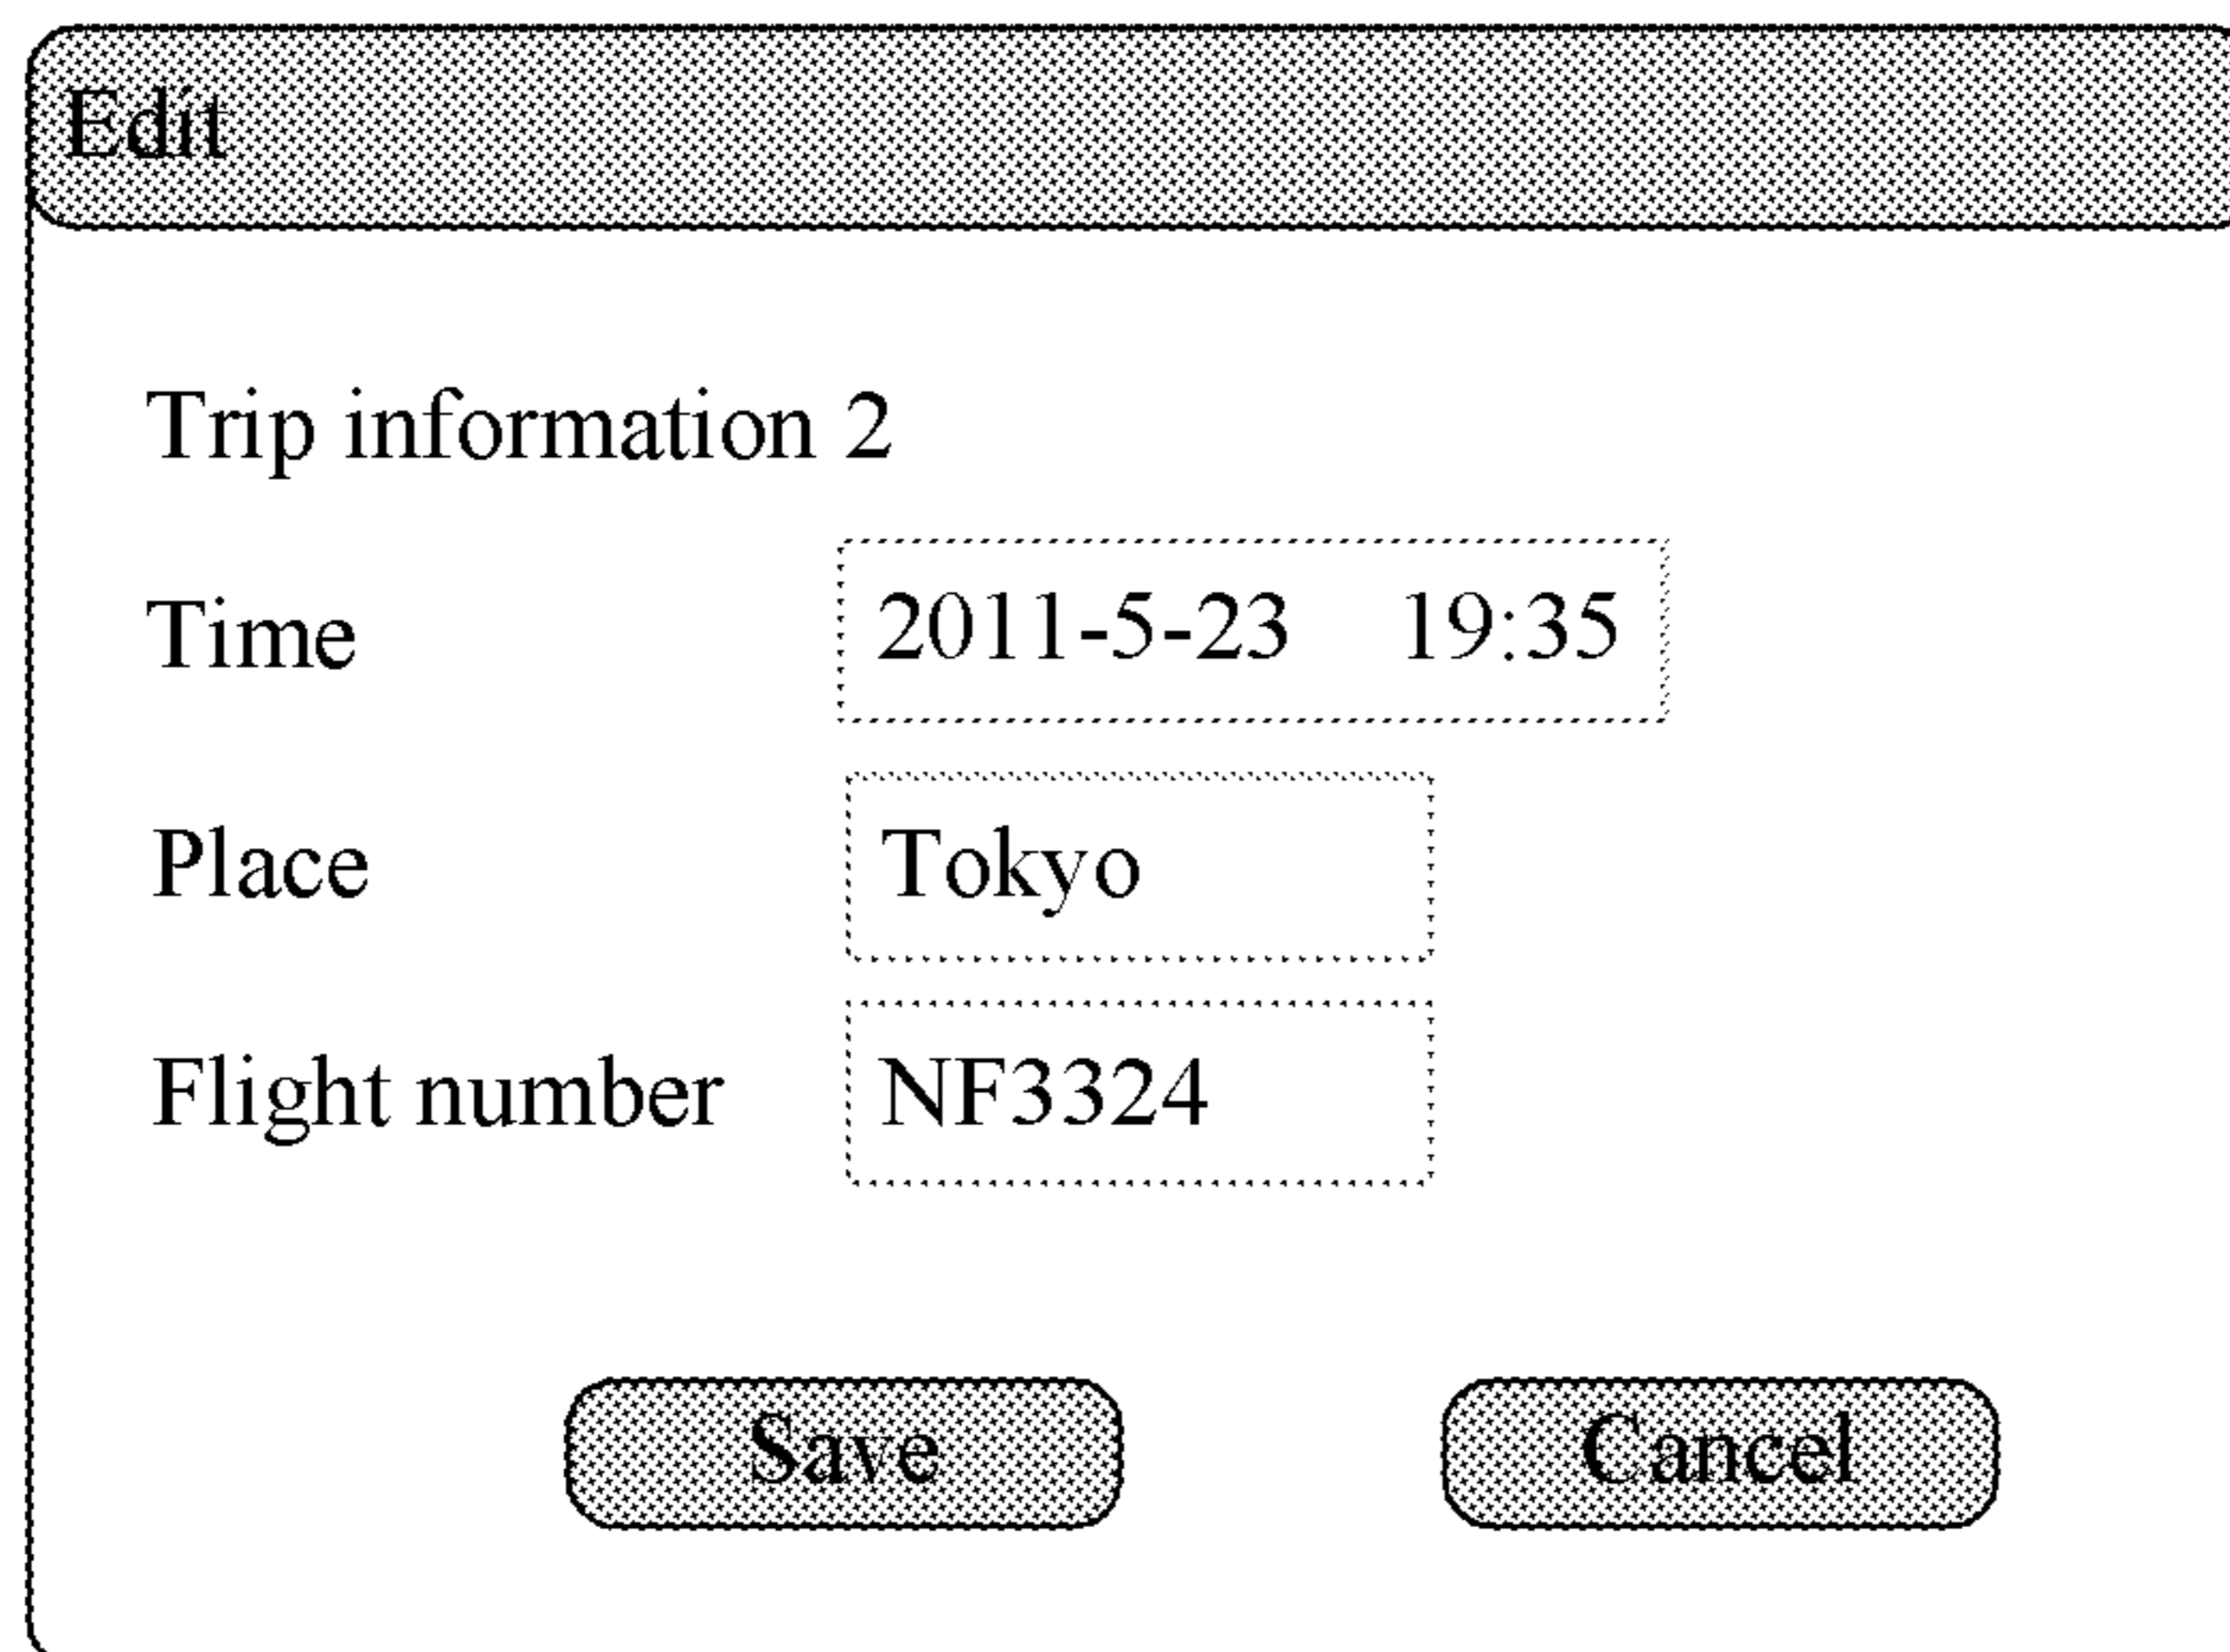 Edit
Trip information 2
Time 2011-5-23 19:35
Place Tokyo
Flight number NF3324
Save Cancel